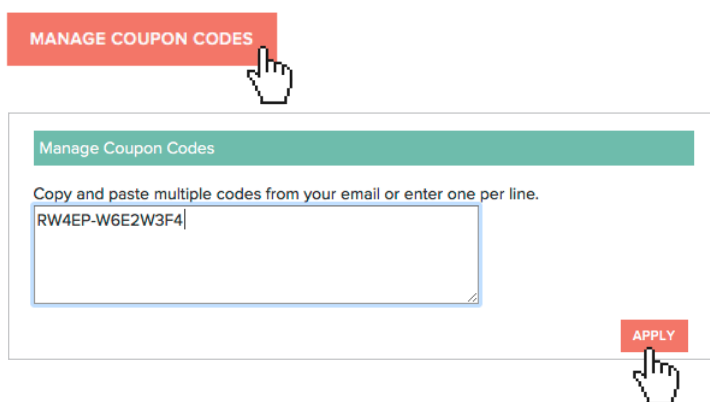 MANAGE COUPON CODES
Manage Coupon Codes
Copy and paste multiple codes from your email or enter one per line.
RW4EP-W6E2W3F4
APPLY